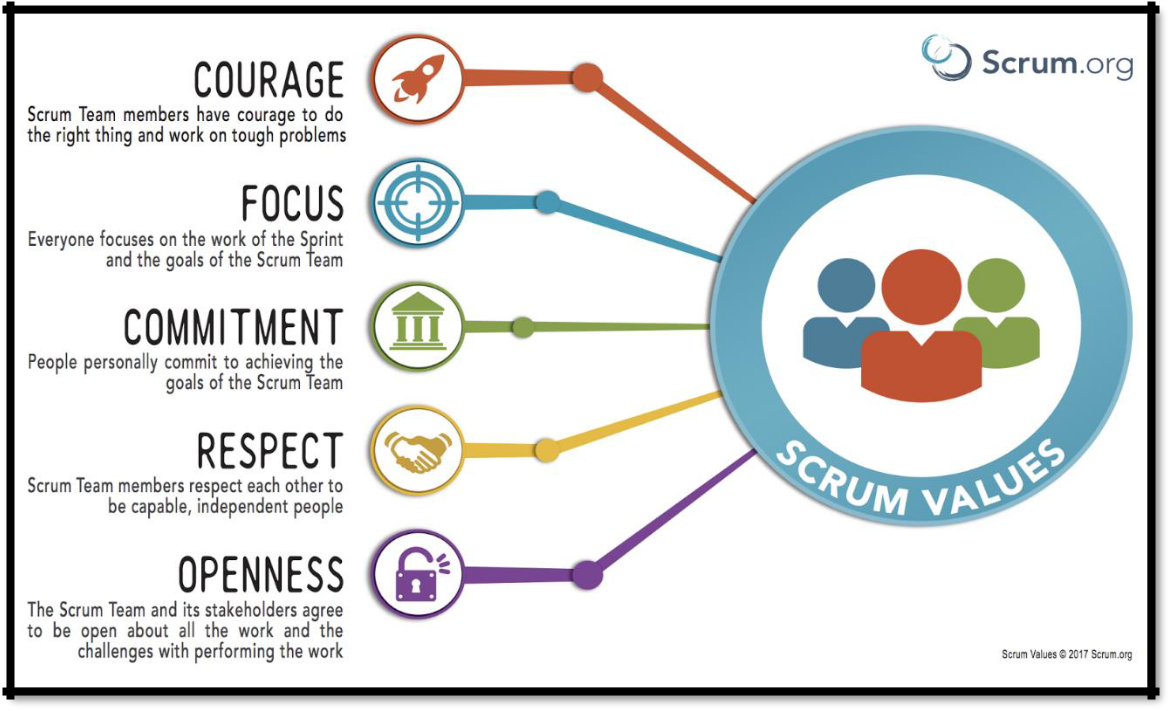 Scrum.org
COURAGE
Scrum Team members have courage to do
the right thing and work on tough problems
FOCUS
Everyone focuses on the work of the Sprint
and the goals of the Scrum Team
COMMITMENT
People personally commit to achieving the
goals of the Scrum Team
RESPECT
Scrum Team members respect each other to
be capable, independent people
OPENNESS
The Scrum Team and its stakeholders agree
to be open about all the work and the
challenges with performing the work
SCRUM VALUES
Scrum Values © 2017 Scrum.org